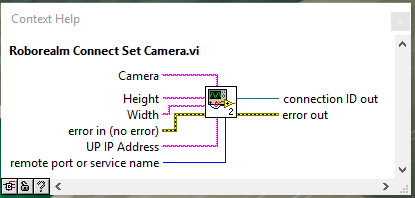 Context Help
x
Roborealm Connect Set Camera.vi
Camera
Height
Width
error in (no error)
UP IP Address
remote port or service name
2
connection ID out
error out
?